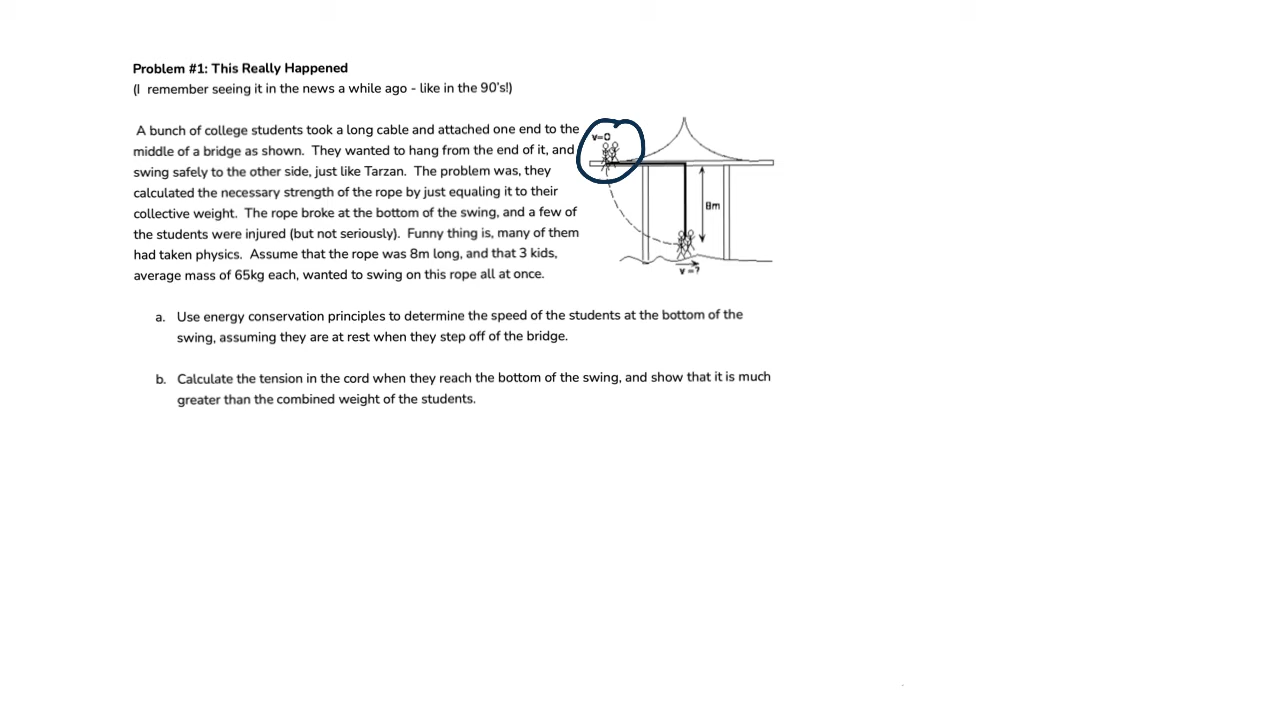 Problem #1: This Really Happened
(I remember seeing it in the news a while ago - like in the 90's!)
A bunch of college students took a long cable and attached one end to the
middle of a bridge as shown. They wanted to hang from the end of it, and
swing safely to the other side, just like Tarzan. The problem was, they
calculated the necessary strength of the rope by just equaling it to their
collective weight. The rope broke at the bottom of the swing, and a few of
the students were injured (but not seriously). Funny thing is, many of them
had taken physics. Assume that the rope was 8m long, and that 3 kids,
average mass of 65kg each, wanted to swing on this rope all at once.
v=0
8m
v=?
a. Use energy conservation principles to determine the speed of the students at the bottom of the
swing, assuming they are at rest when they step off of the bridge.
b. Calculate the tension in the cord when they reach the bottom of the swing, and show that it is much
greater than the combined weight of the students.